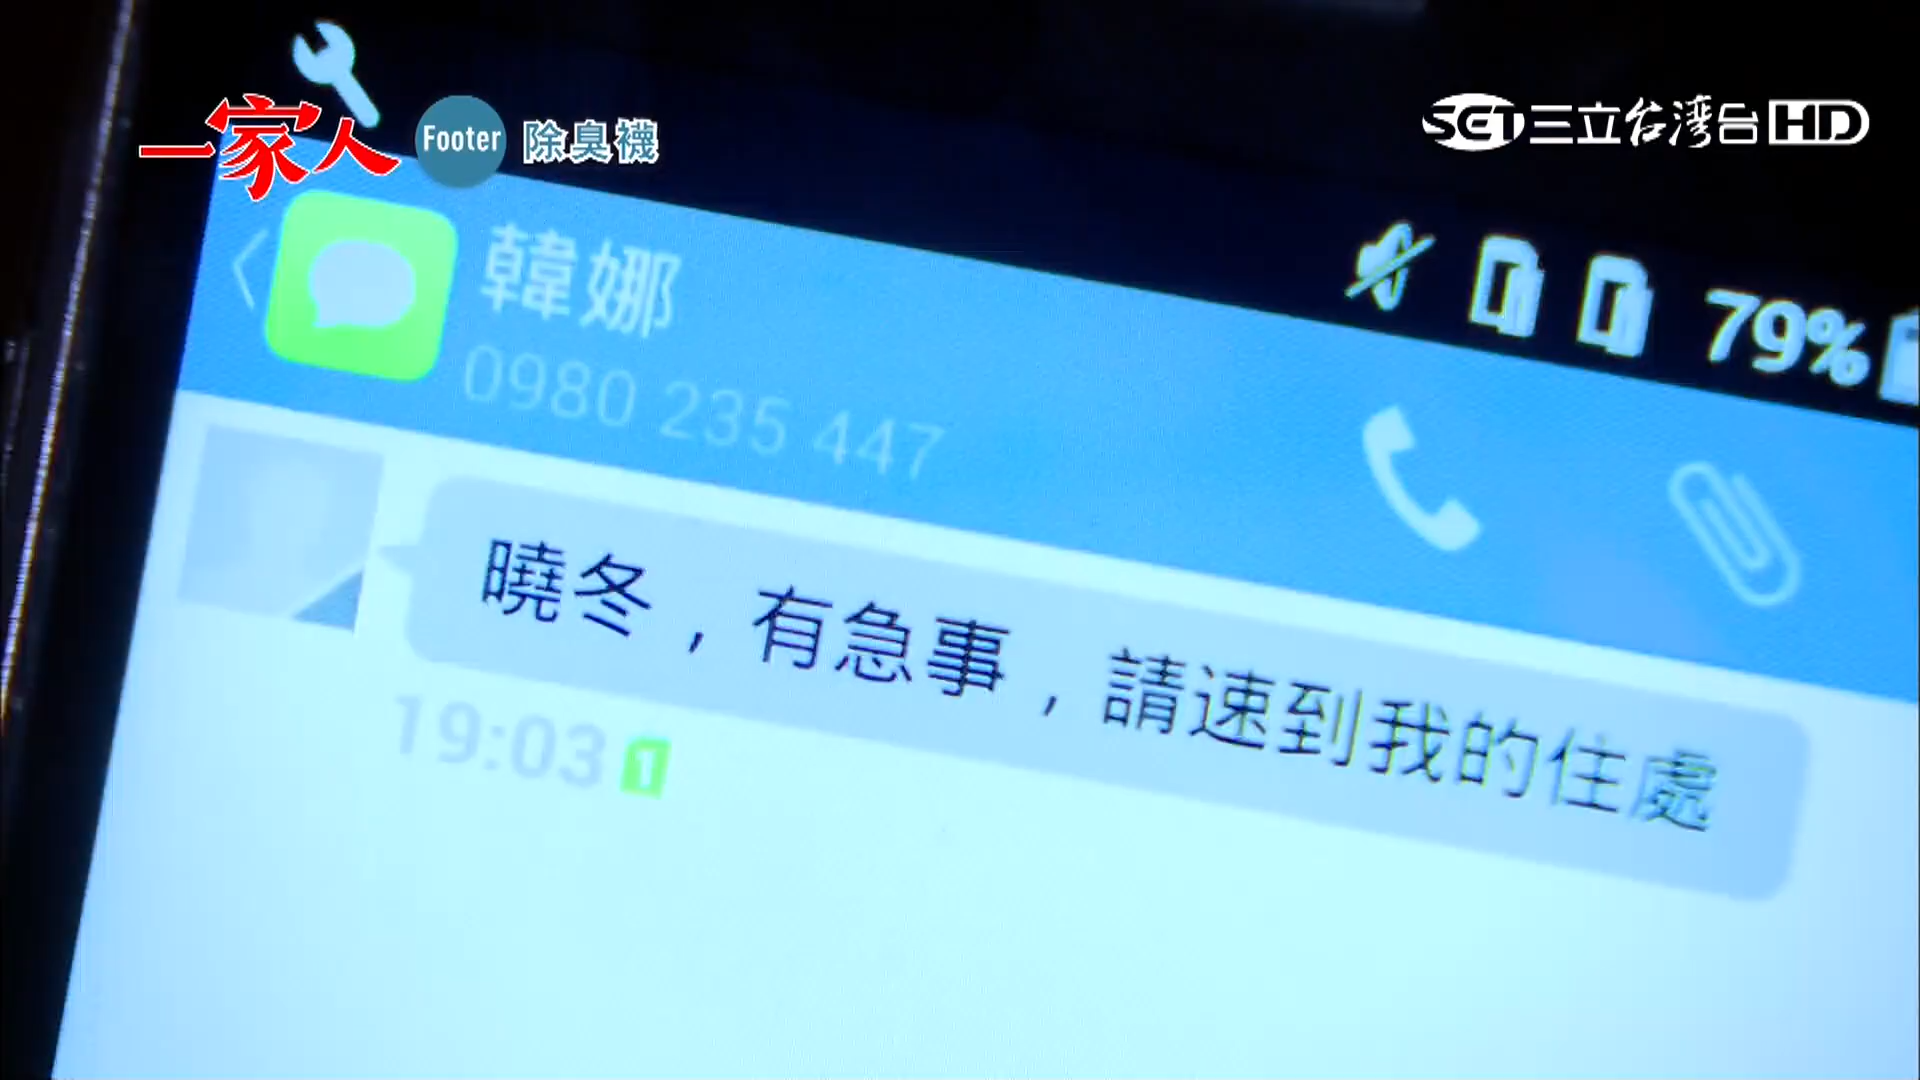 一家人 Footer 除臭襪
SET 三立台灣台 HD
79%
韓娜
0980 235 447
曉冬，有急事，請速到我的住處
19:03 1